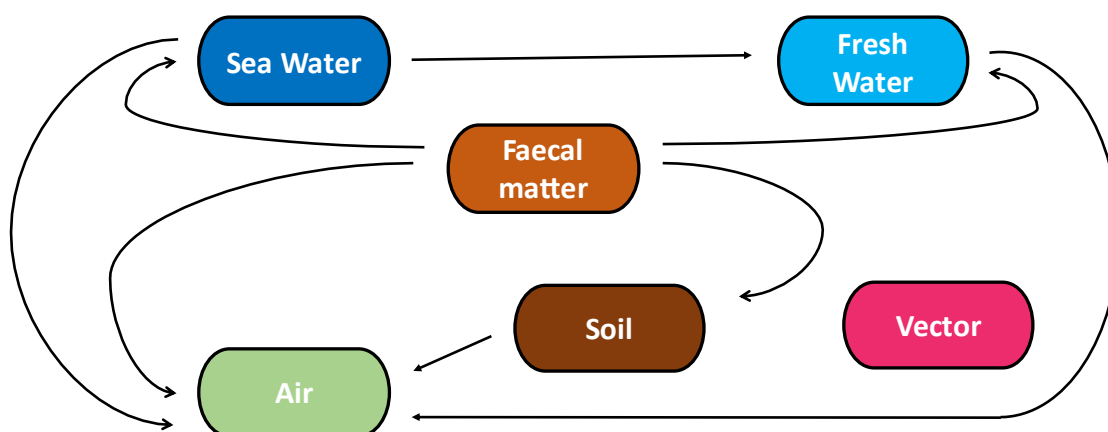 Sea Water
Fresh
Water
Faecal
matter
Soil
Vector
Air